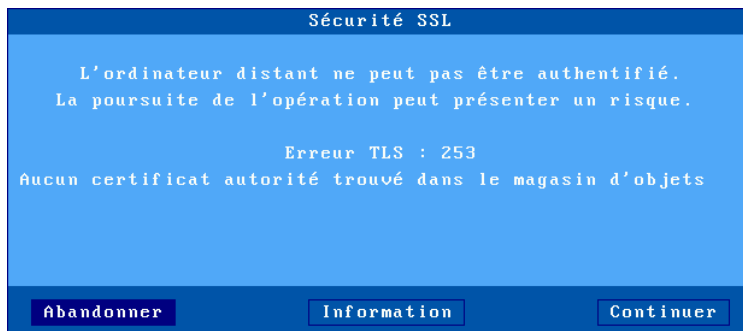 Sécurité SSL
L'ordinateur distant ne peut pas être authentifié.
La poursuite de l'opération peut présenter un risque.
Erreur TLS : 253
Aucun certificat autorité trouvé dans le magasin d'objets
Abandonner Information Continuer